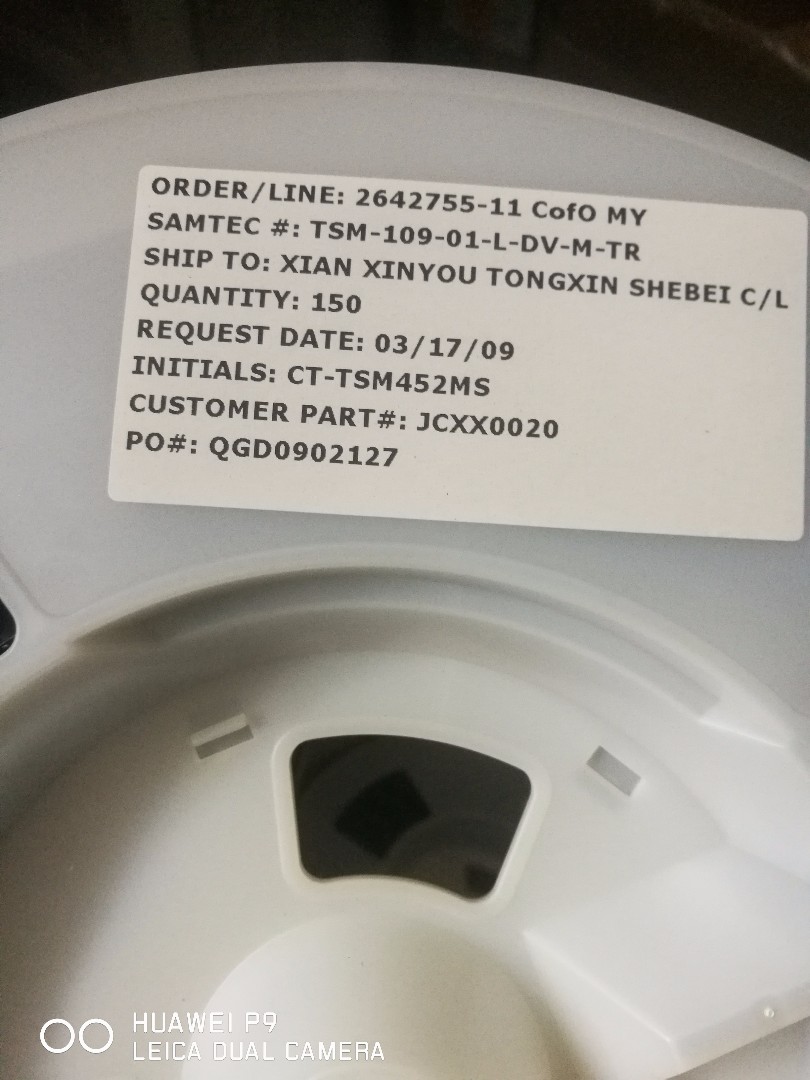 ORDER/LINE: 2642755-11 CofO MY
SAMTEC #: TSM-109-01-L-DV-M-TR
SHIP TO: XIAN XINYOU TONGXIN SHEBEI C/L
QUANTITY: 150
REQUEST DATE: 03/17/09
INITIALS: CT-TSM452MS
CUSTOMER PART#: JCXX0020
PO#: QGD0902127
HUAWEI P9
LEICA DUAL CAMERA